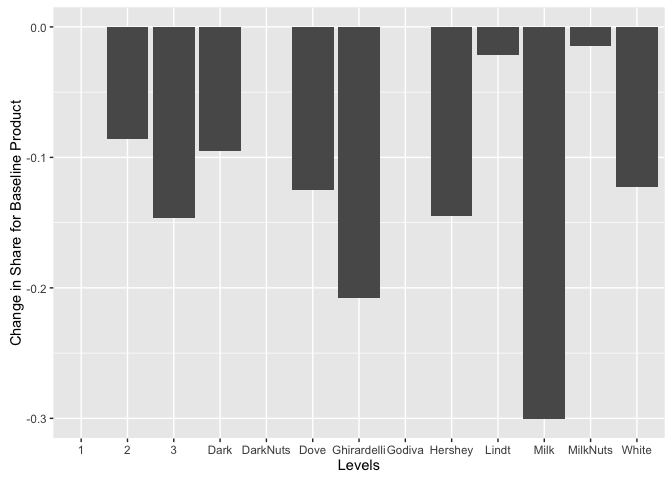 Change in Share for Baseline Product
0.0
-0.1
-0.2
-0.3
1 2 3 Dark DarkNuts Dove Ghirardelli Godiva Hershey Lindt Milk MilkNuts White
Levels